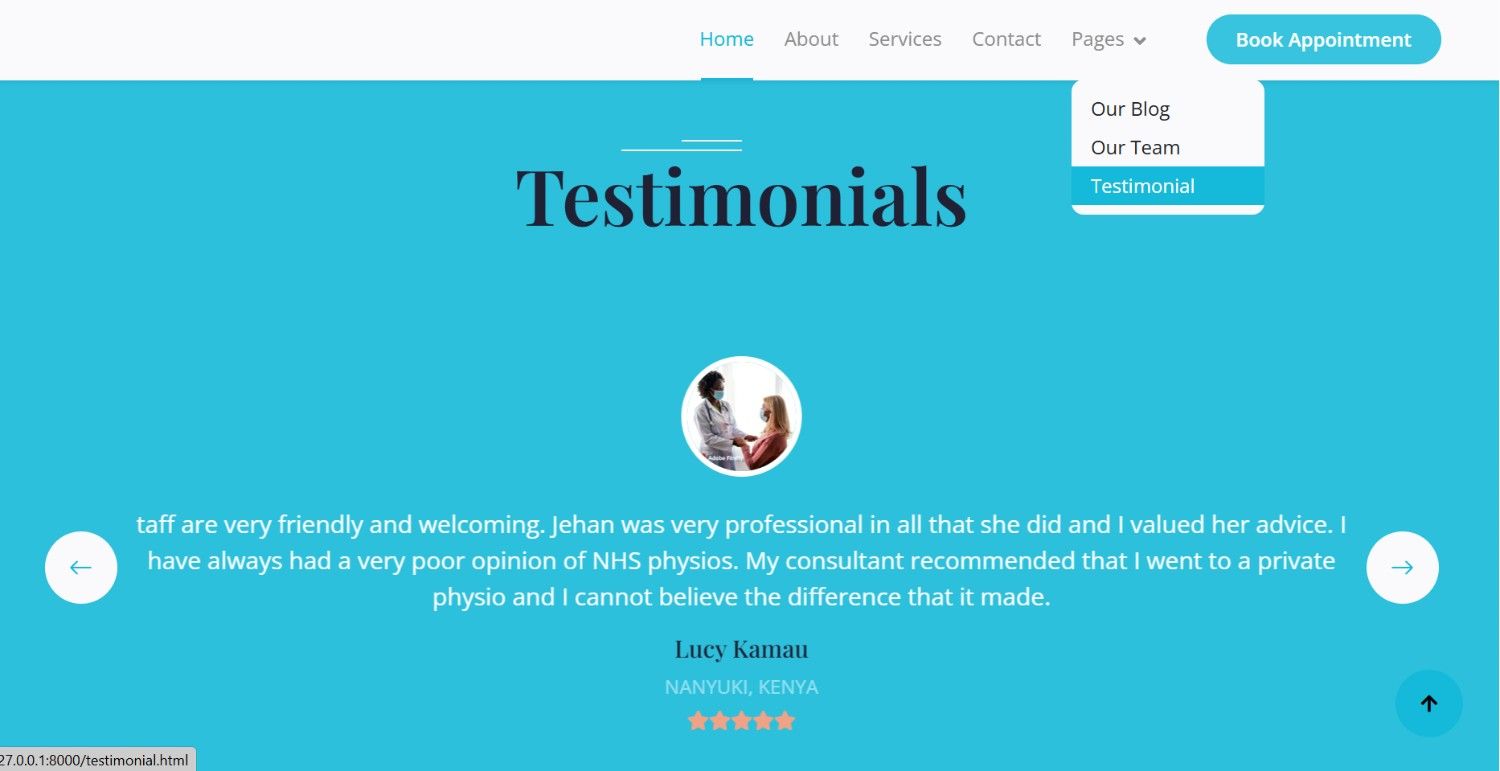 Home About Services Contact Pages Book Appointment
Our Blog
Our Team
Testimonial
Testimonials
Adobe Firefly
taff are very friendly and welcoming. Jehan was very professional in all that she did and I valued her advice. I
have always had a very poor opinion of NHS physios. My consultant recommended that I went to a private
physio and I cannot believe the difference that it made.
Lucy Kamau
NANYUKI, KENYA
27.0.0.1:8000/testimonial.html